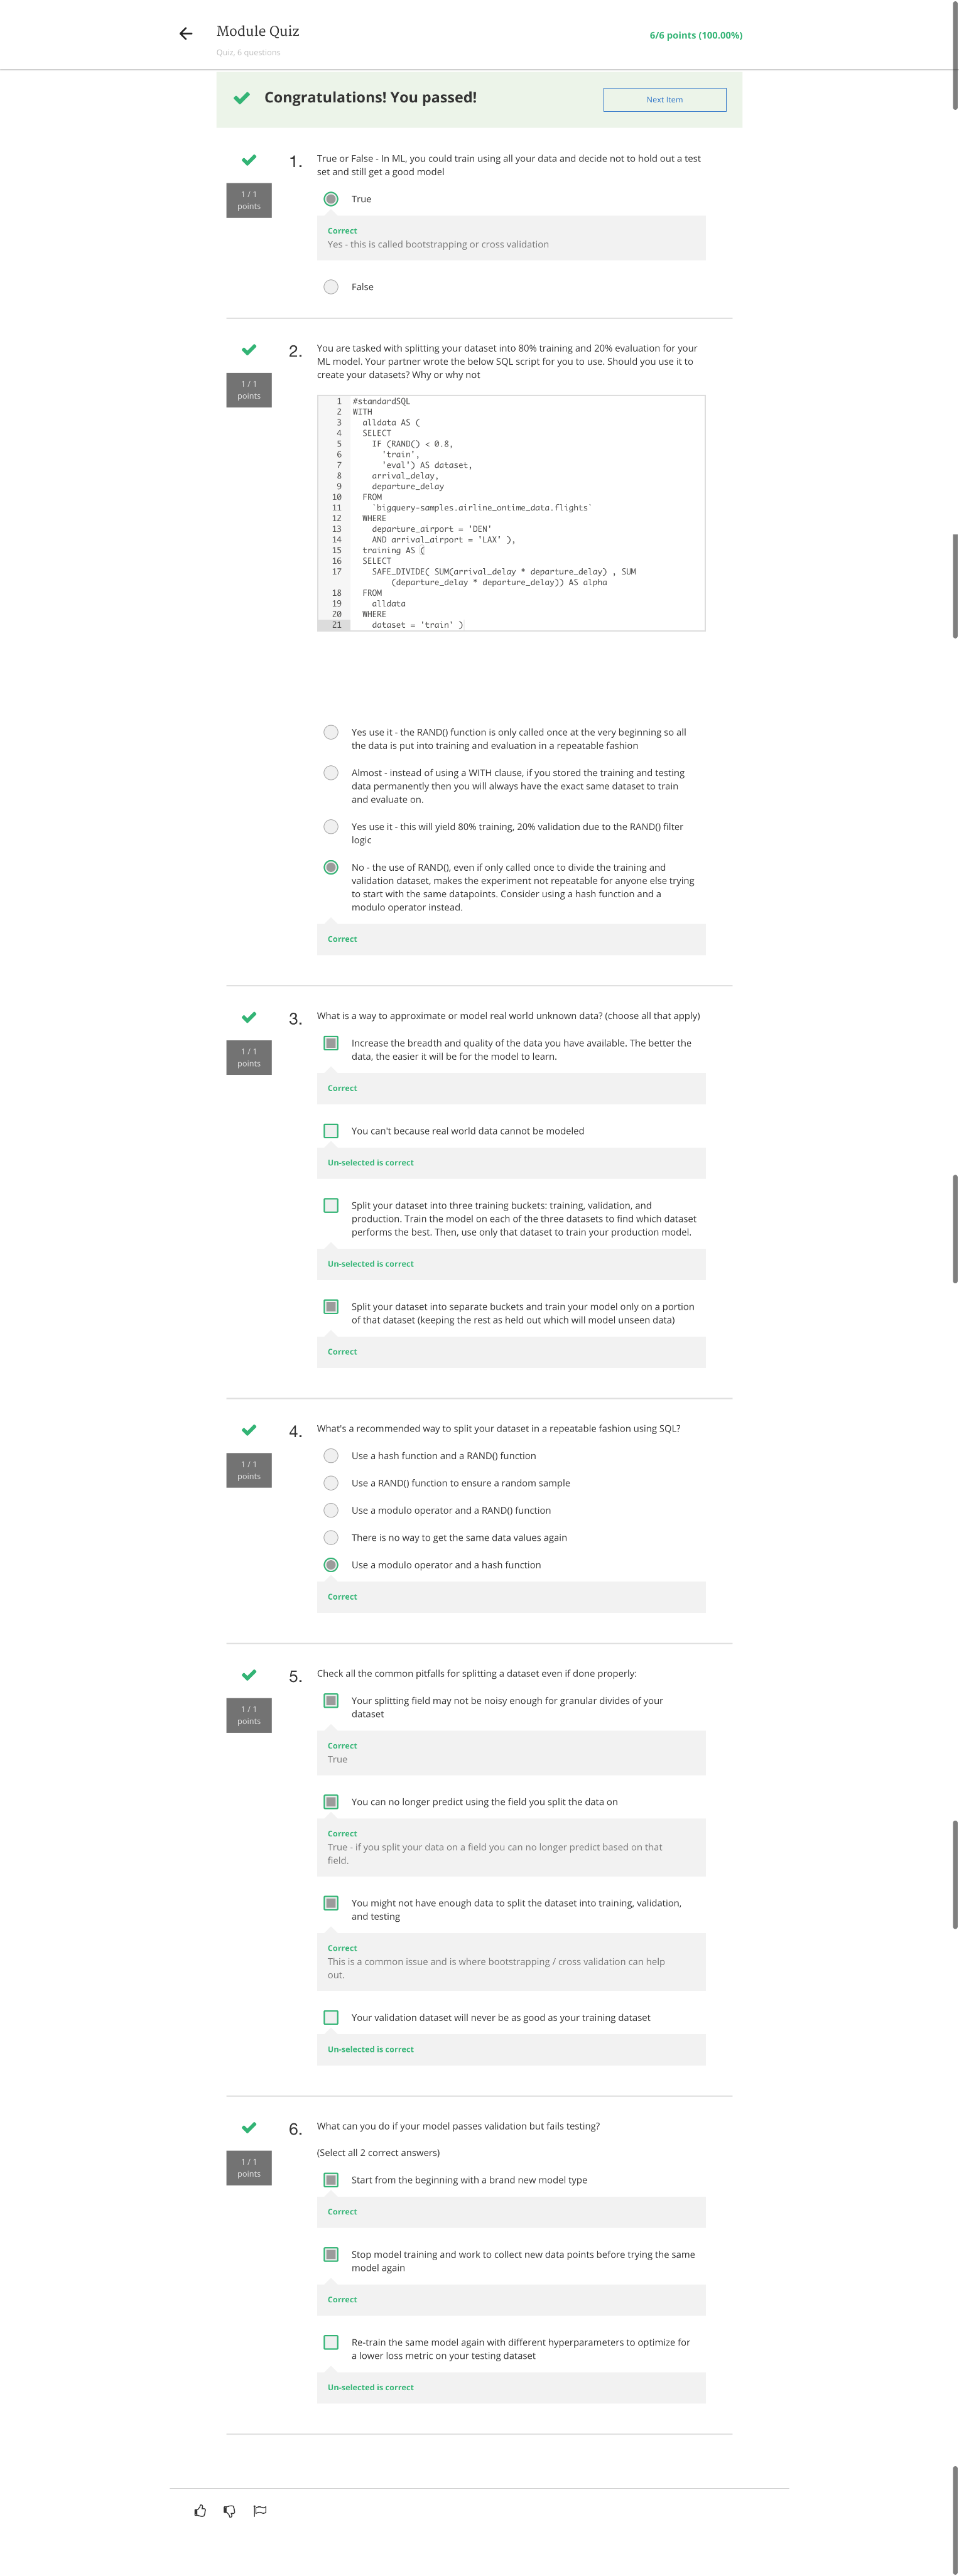 Module Quiz
Quiz, 6 questions
6/6 points (100.00%)
Congratulations! You passed!
Next Item
1.
1 / 1
points
True or False - In ML, you could train using all your data and decide not to hold out a test
set and still get a good model
True
Correct
Yes - this is called bootstrapping or cross validation
False
2.
1 / 1
points
You are tasked with splitting your dataset into 80% training and 20% evaluation for your
ML model. Your partner wrote the below SQL script for you to use. Should you use it to
create your datasets? Why or why not
1 #standardSQL
2 WITH
3 alldata AS (
4 SELECT
5 IF (RAND() < 0.8,
6 'train',
7 'eval') AS dataset,
8 arrival_delay,
9 departure_delay
10 FROM
11 `bigquery-samples.airline_ontime_data.flights`
12 WHERE
13 departure_airport = 'DEN'
14 AND arrival_airport = 'LAX' ),
15 training AS (
16 SELECT
17 SAFE_DIVIDE( SUM(arrival_delay * departure_delay) , SUM
(departure_delay * departure_delay)) AS alpha
18 FROM
19 alldata
20 WHERE
21 dataset = 'train' )
Yes use it - the RAND() function is only called once at the very beginning so all
the data is put into training and evaluation in a repeatable fashion
Almost - instead of using a WITH clause, if you stored the training and testing
data permanently then you will always have the exact same dataset to train
and evaluate on.
Yes use it - this will yield 80% training, 20% validation due to the RAND() filter
logic
No - the use of RAND(), even if only called once to divide the training and
validation dataset, makes the experiment not repeatable for anyone else trying
to start with the same datapoints. Consider using a hash function and a
modulo operator instead.
Correct
3.
1 / 1
points
What is a way to approximate or model real world unknown data? (choose all that apply)
Increase the breadth and quality of the data you have available. The better the
data, the easier it will be for the model to learn.
Correct
You can't because real world data cannot be modeled
Un-selected is correct
Split your dataset into three training buckets: training, validation, and
production. Train the model on each of the three datasets to find which dataset
performs the best. Then, use only that dataset to train your production model.
Un-selected is correct
Split your dataset into separate buckets and train your model only on a portion
of that dataset (keeping the rest as held out which will model unseen data)
Correct
4.
1 / 1
points
What's a recommended way to split your dataset in a repeatable fashion using SQL?
Use a hash function and a RAND() function
Use a RAND() function to ensure a random sample
Use a modulo operator and a RAND() function
There is no way to get the same data values again
Use a modulo operator and a hash function
Correct
5.
1 / 1
points
Check all the common pitfalls for splitting a dataset even if done properly:
Your splitting field may not be noisy enough for granular divides of your
dataset
Correct
True
You can no longer predict using the field you split the data on
Correct
True - if you split your data on a field you can no longer predict based on that
field.
You might not have enough data to split the dataset into training, validation,
and testing
Correct
This is a common issue and is where bootstrapping / cross validation can help
out.
Your validation dataset will never be as good as your training dataset
Un-selected is correct
6.
1 / 1
points
What can you do if your model passes validation but fails testing?
(Select all 2 correct answers)
Start from the beginning with a brand new model type
Correct
Stop model training and work to collect new data points before trying the same
model again
Correct
Re-train the same model again with different hyperparameters to optimize for
a lower loss metric on your testing dataset
Un-selected is correct